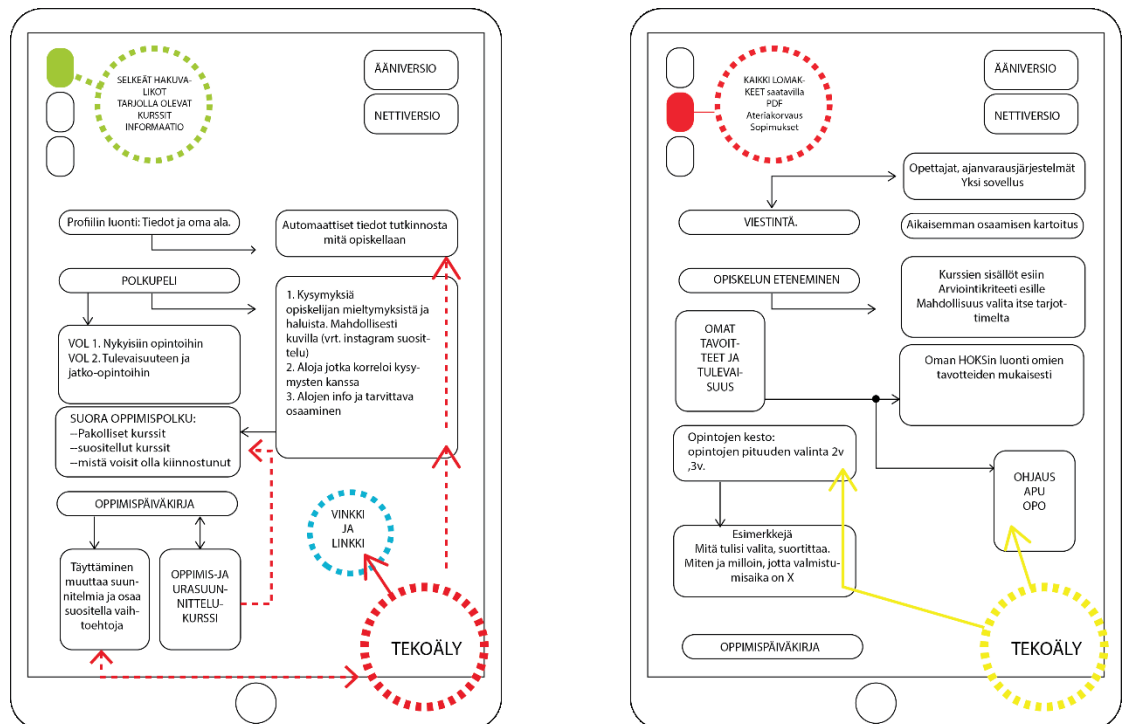 SELKEÄT HAKUVA-
LIKOT
TARJOLLA OLEVAT
KURSSIT
INFORMAATIO
ÄÄNIVERSIO
NETTIVERSIO
Profiilin luonti: Tiedot ja oma ala.
Automaattiset tiedot tutkinnosta
mitä opiskellaan
POLKUPELI
1. Kysymyksiä
opiskelijan mieltymyksistä ja
haluista. Mahdollisesti
kuvilla (vrt. instagram suosit-
telu)
2. Aloja jotka korreloi kysy-
mysten kanssa
3. Alojen info ja tarvittava
osaaminen
VOL 1. Nykyisiin opintoihin
VOL 2. Tulevaisuuteen ja
jatko-opintoihin
SUORA OPPIMISPOLKU:
--Pakolliset kurssit
--suositellut kurssit
--mistä voisit olla kiinnostunut
OPPIMISPÄIVÄKIRJA
Täyttäminen
muuttaa suun-
nitelmia ja osaa
suositella vaih-
toehtoja
OPPIMIS-JA
URASUUN-
NITTELU-
KURSSI
VINKKI
JA
LINKKI
TEKOÄLY
KAIKKI LOMAK-
KEET saatavilla
PDF
Ateriakorvaus
Sopimukset
ÄÄNIVERSIO
NETTIVERSIO
Opettajat, ajanvarausjärjestelmät
Yksi sovellus
VIESTINTÄ.
Aikaisemman osaamisen kartoitus
OPISKELUN ETENEMINEN
Kurssien sisällöt esiin
Arviointikriteeti esille
Mahdollisuus valita itse tarjot-
timelta
OMAT
TAVOIT-
TEET JA
TULEVAI-
SUUS
Oman HOKSin luonti omien
tavotteiden mukaisesti
Opintojen kesto:
opintojen pituuden valinta 2v
,3v.
OHJAUS
APU
OPO
Esimerkkejä
Mitä tulisi valita, suortittaa.
Miten ja milloin, jotta valmistu-
misaika on X
TEKOÄLY
OPPIMISPÄIVÄKIRJA